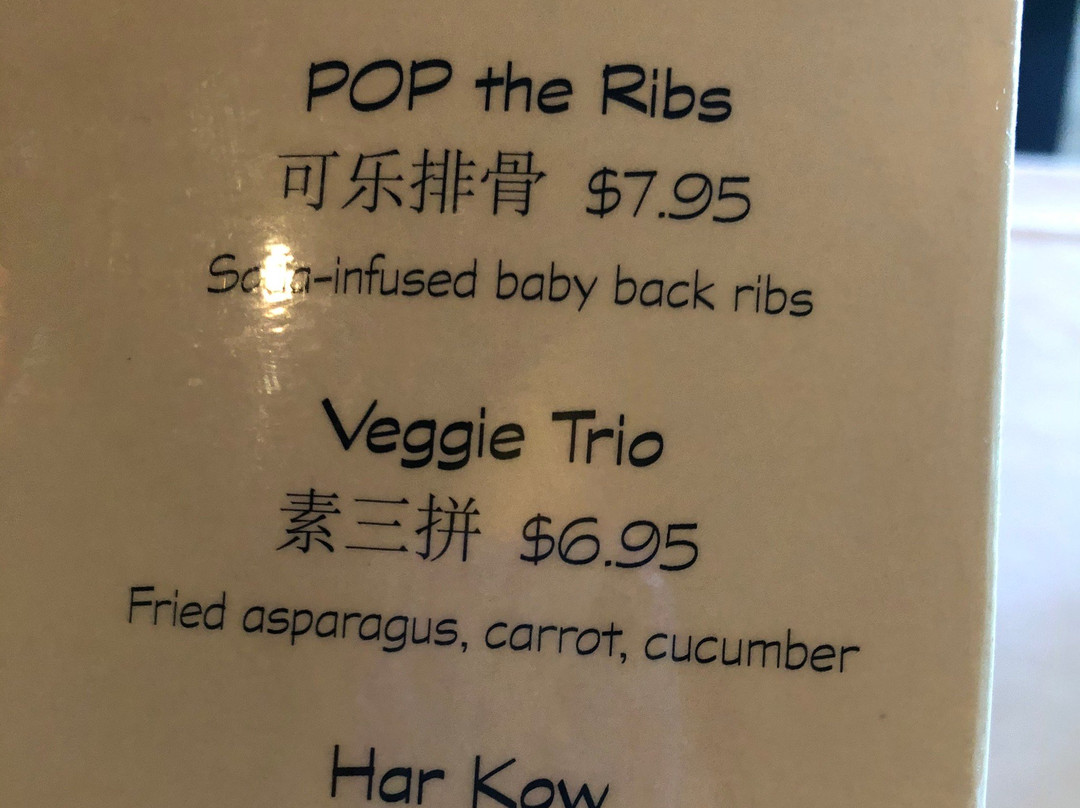 POP the Ribs
可乐排骨 $7.95
Soda-infused baby back ribs
Veggie Trio
素三拼 $6.95
Fried asparagus, carrot, cucumber
Har Kow